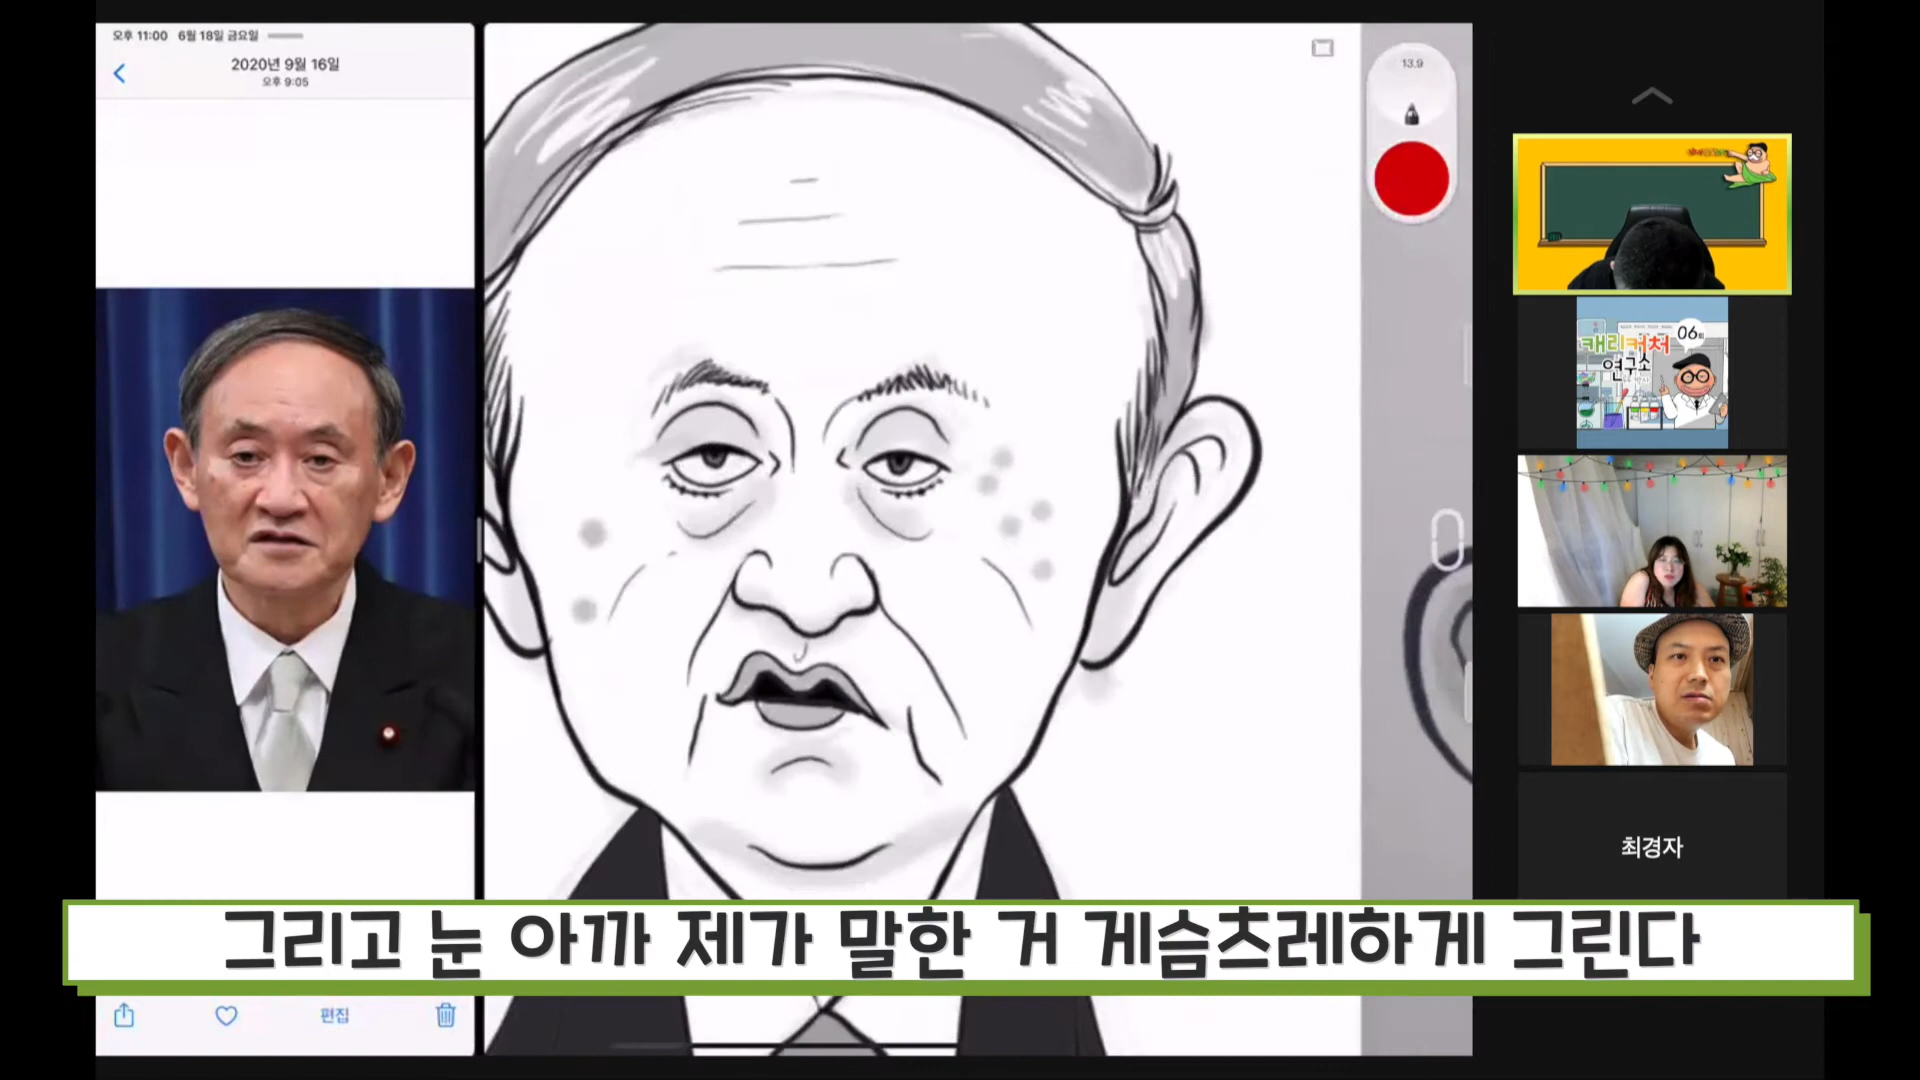 오후 11:00 6월 18일 금요일
2020년 9월 16일
오후 9:05
13.9
06회
캐리커처
연구소
최경자
그리고 눈 아까 제가 말한 거 게슴츠레하게 그린다
편집